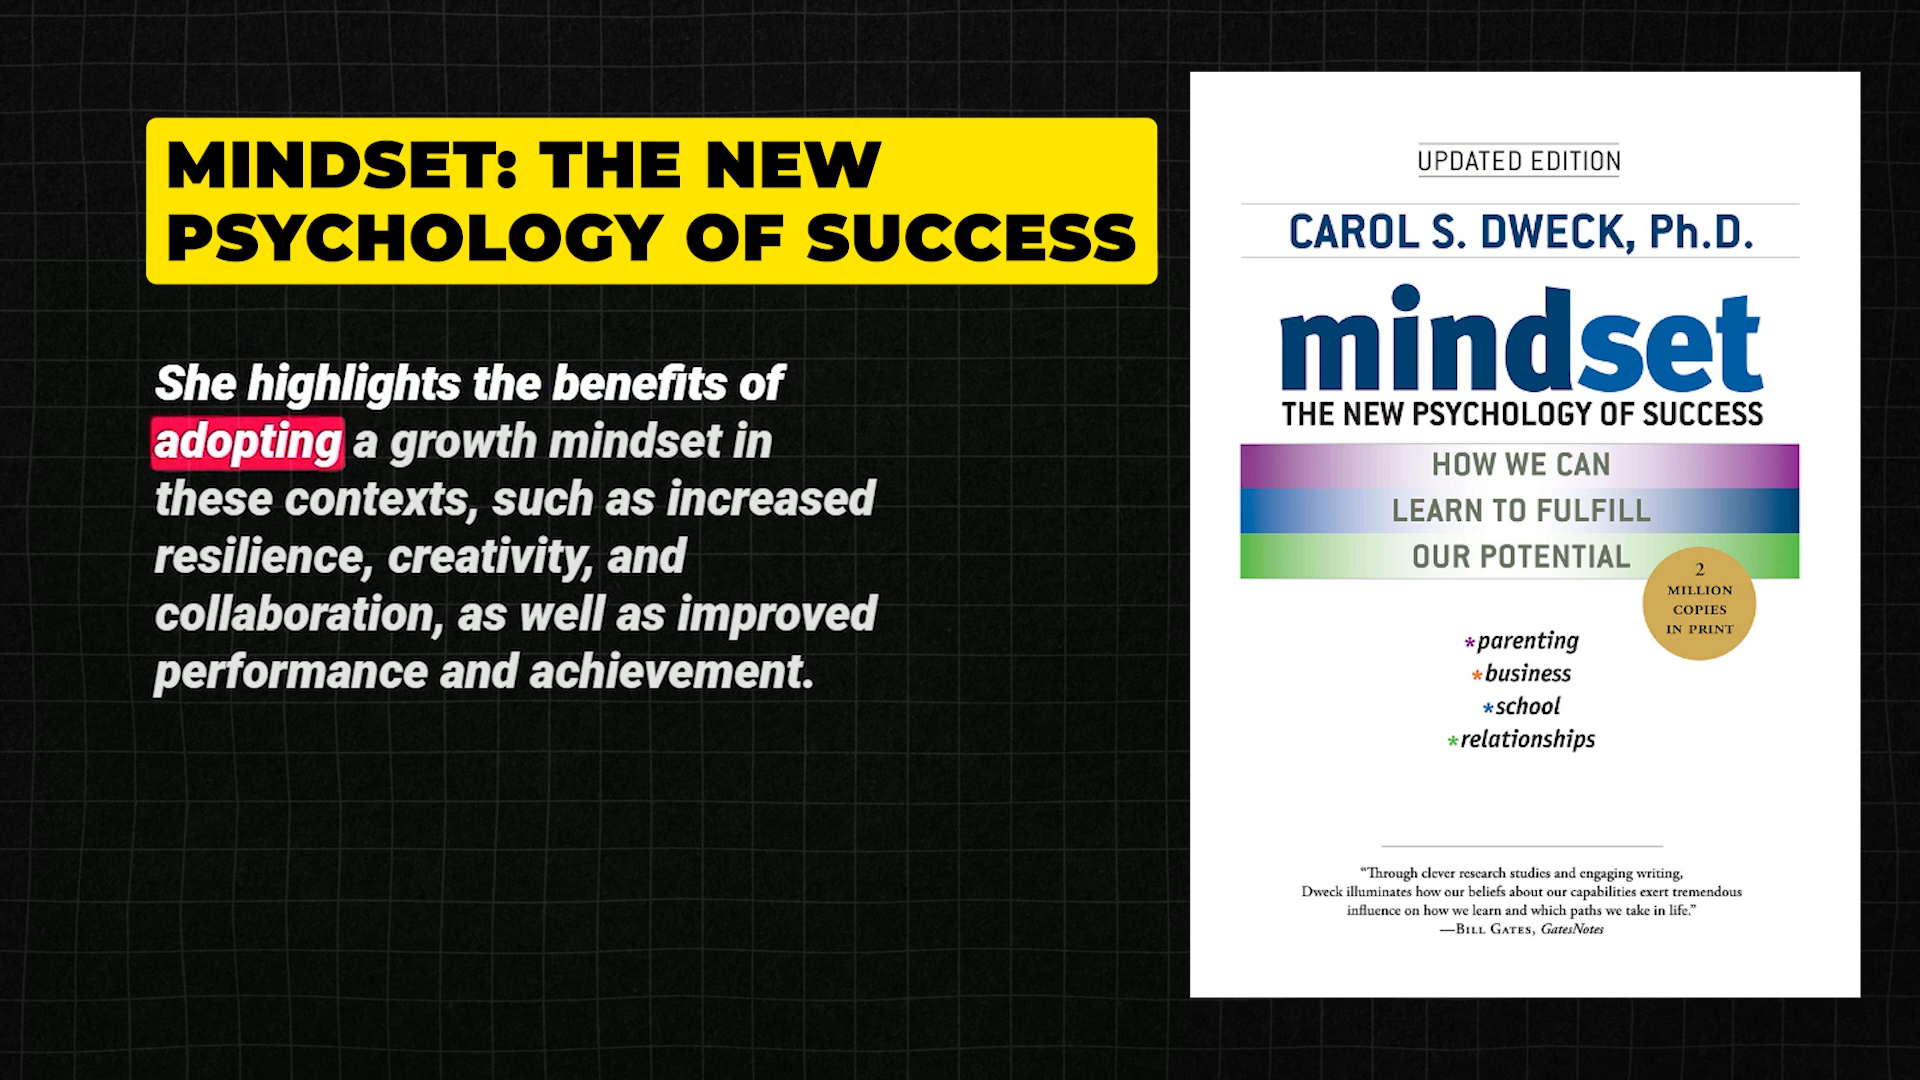 MINDSET: THE NEW
PSYCHOLOGY OF SUCCESS
She highlights the benefits of
adopting a growth mindset in
these contexts, such as increased
resilience, creativity, and
collaboration, as well as improved
performance and achievement.
UPDATED EDITION
CAROL S. DWECK, Ph.D.
mindset
THE NEW PSYCHOLOGY OF SUCCESS
HOW WE CAN
LEARN TO FULFILL
OUR POTENTIAL
2
MILLION
COPIES
IN PRINT
*parenting
*business
*school
*relationships
“Through clever research studies and engaging writing,
Dweck illuminates how our beliefs about our capabilities exert tremendous
influence on how we learn and which paths we take in life.”
—BILL GATES, GatesNotes